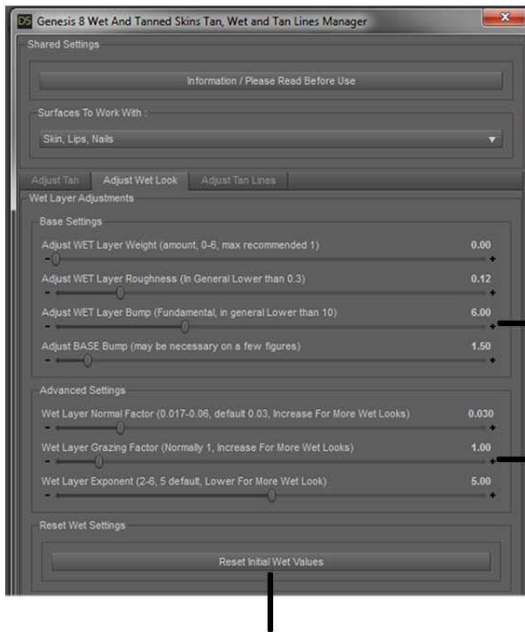 DS Genesis 8 Wet And Tanned Skins Tan, Wet and Tan Lines Manager
Shared Settings
Information / Please Read Before Use
Surfaces To Work With :
Skin, Lips, Nails
Adjust Tan Adjust Wet Look Adjust Tan Lines
Wet Layer Adjustments
Base Settings
Adjust WET Layer Weight (amount, 0-6, max recommended 1) 0.00
- +
Adjust WET Layer Roughness (In General Lower than 0.3) 0.12
- +
Adjust WET Layer Bump (Fundamental, in general Lower than 10) 6.00
- +
Adjust BASE Bump (may be necessary on a few figures) 1.50
- +
Advanced Settings
Wet Layer Normal Factor (0.017-0.06, default 0.03, Increase For More Wet Looks) 0.030
- +
Wet Layer Grazing Factor (Normally 1, Increase For More Wet Looks) 1.00
- +
Wet Layer Exponent (2-6, 5 default, Lower For More Wet Look) 5.00
- +
Reset Wet Settings
Reset Initial Wet Values